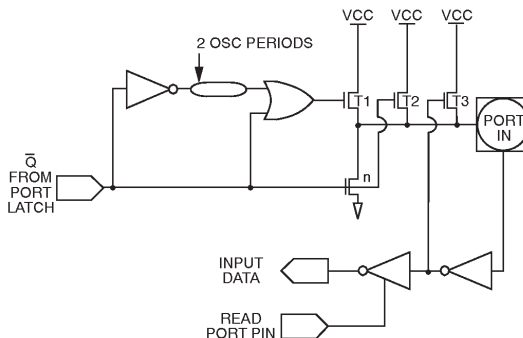 VCC VCC VCC
2 OSC PERIODS
T1 T2 T3
PORT
IN
Q̅
FROM
PORT
LATCH
n
INPUT
DATA
READ
PORT PIN